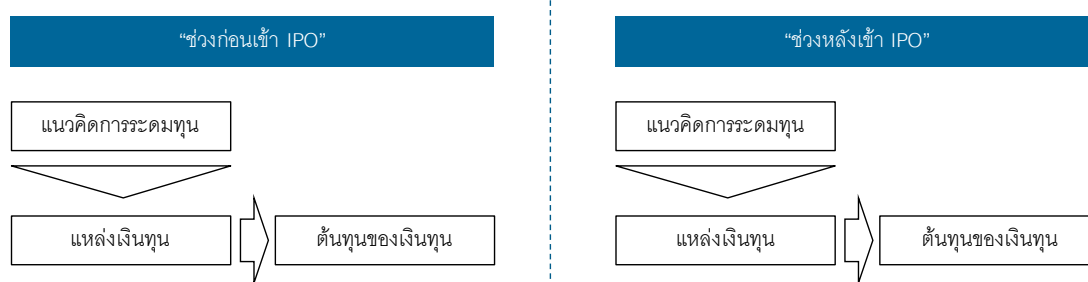 “ช่วงก่อนเข้า IPO”
แนวคิดการระดมทุน
แหล่งเงินทุน
ต้นทุนของเงินทุน
“ช่วงหลังเข้า IPO”
แนวคิดการระดมทุน
แหล่งเงินทุน
ต้นทุนของเงินทุน